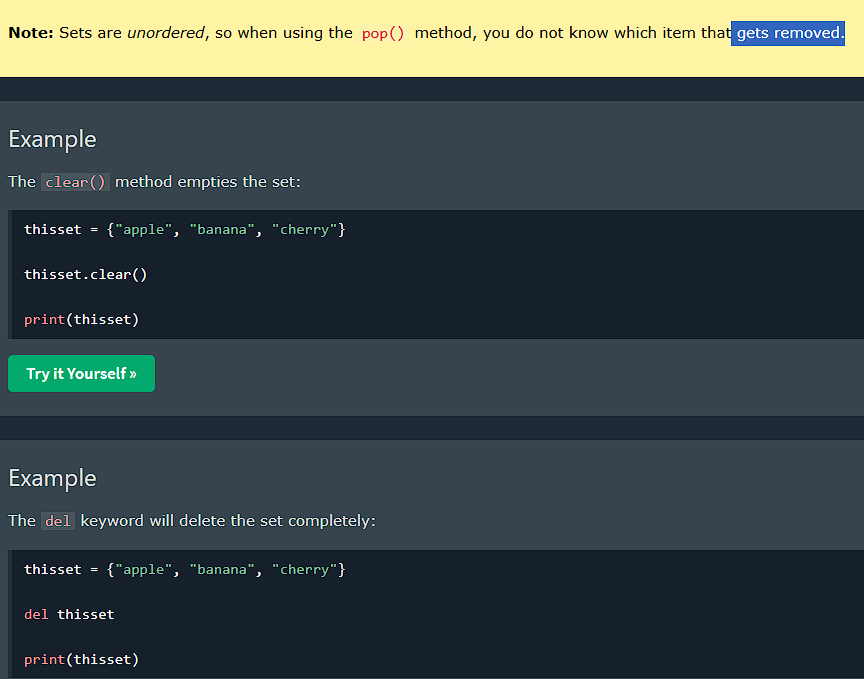 Note: Sets are unordered, so when using the pop() method, you do not know which item that gets removed.
Example
The clear() method empties the set:
thisset = {"apple", "banana", "cherry"}
thisset.clear()
print(thisset)
Try it Yourself »
Example
The del keyword will delete the set completely:
thisset = {"apple", "banana", "cherry"}
del thisset
print(thisset)